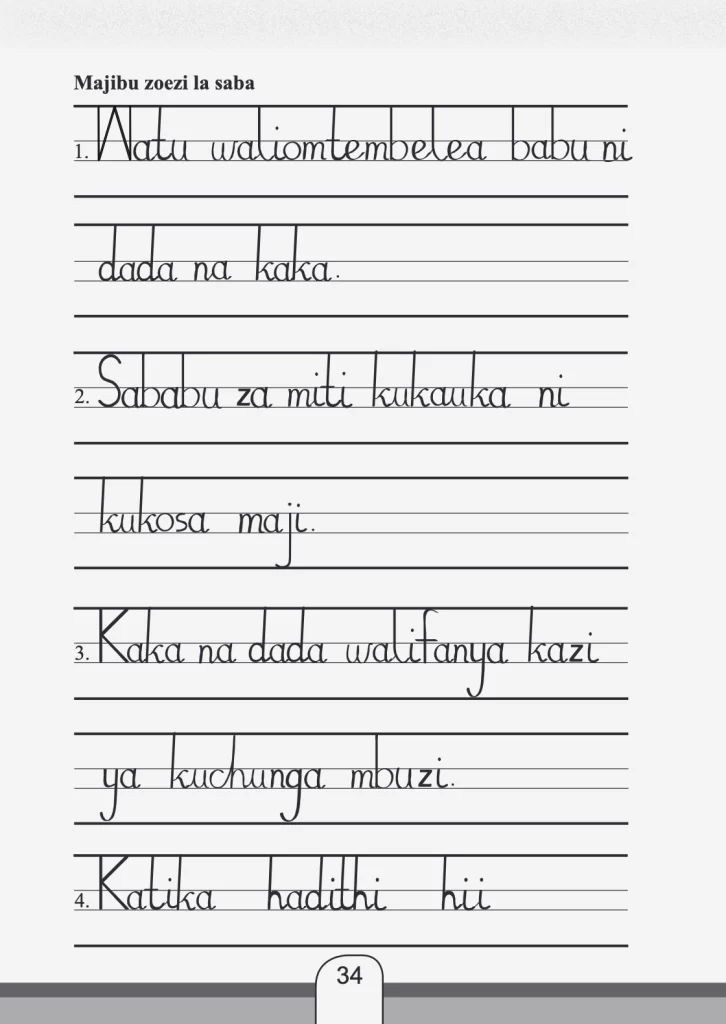 Majibu zoezi la saba
1. Watu waliomtembelea babu ni
dada na kaka.
2. Sababu za miti kukauka ni
kukosa maji.
3. Kaka na dada walifanya kazi
ya kuchunga mbuzi.
4. Katika hadithi hii
34